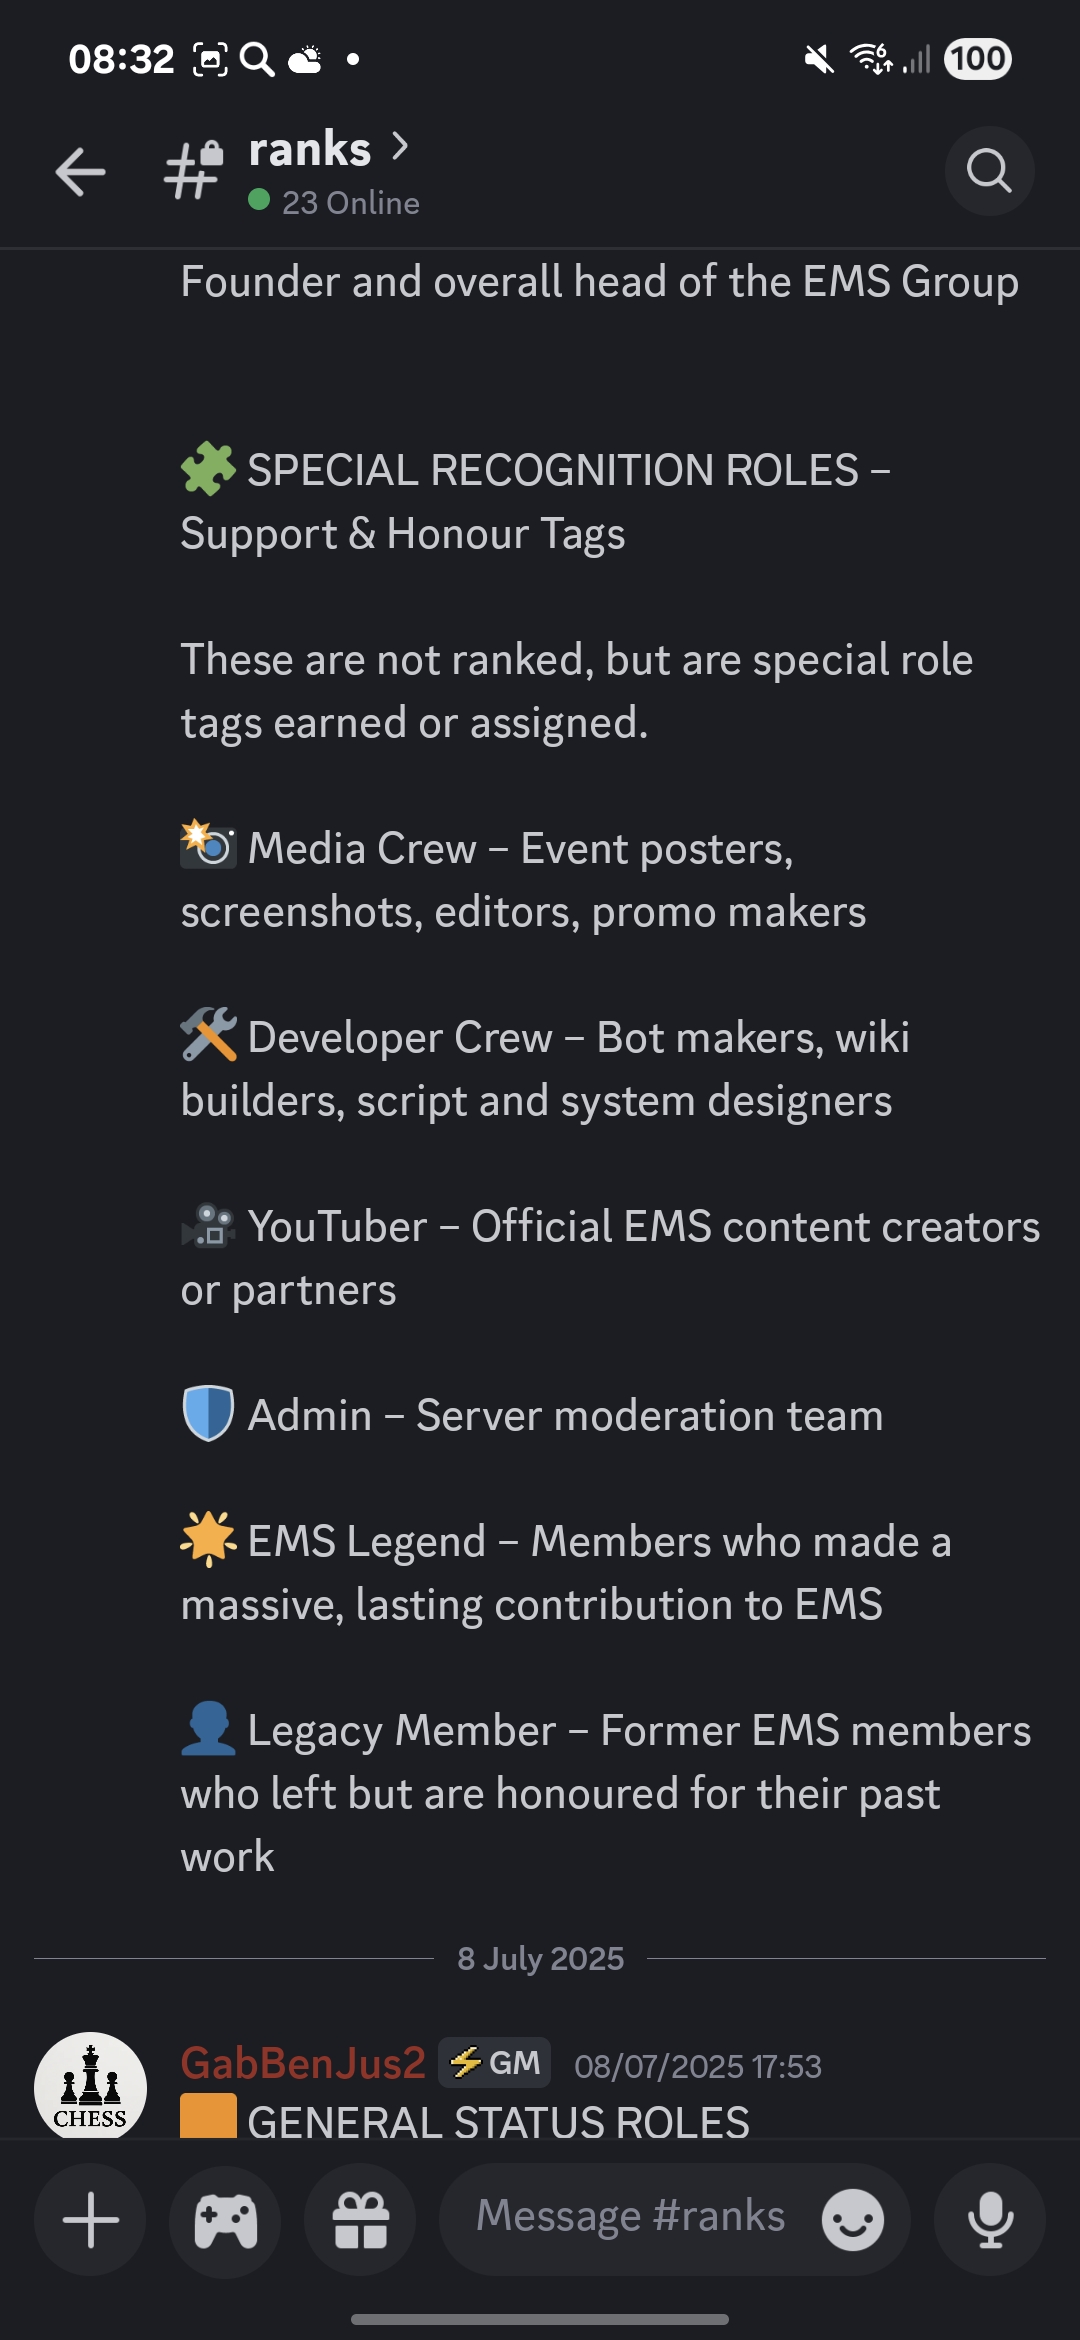 08:32
6
100
ranks
23 Online
Founder and overall head of the EMS Group
🧩 SPECIAL RECOGNITION ROLES –
Support & Honour Tags
These are not ranked, but are special role
tags earned or assigned.
📸 Media Crew – Event posters,
screenshots, editors, promo makers
🛠️ Developer Crew – Bot makers, wiki
builders, script and system designers
🎥 YouTuber – Official EMS content creators
or partners
🛡️ Admin – Server moderation team
🌟 EMS Legend – Members who made a
massive, lasting contribution to EMS
👤 Legacy Member – Former EMS members
who left but are honoured for their past
work
8 July 2025
CHESS
GabBenJus2 ⚡ GM 08/07/2025 17:53
🟧 GENERAL STATUS ROLES
Message #ranks